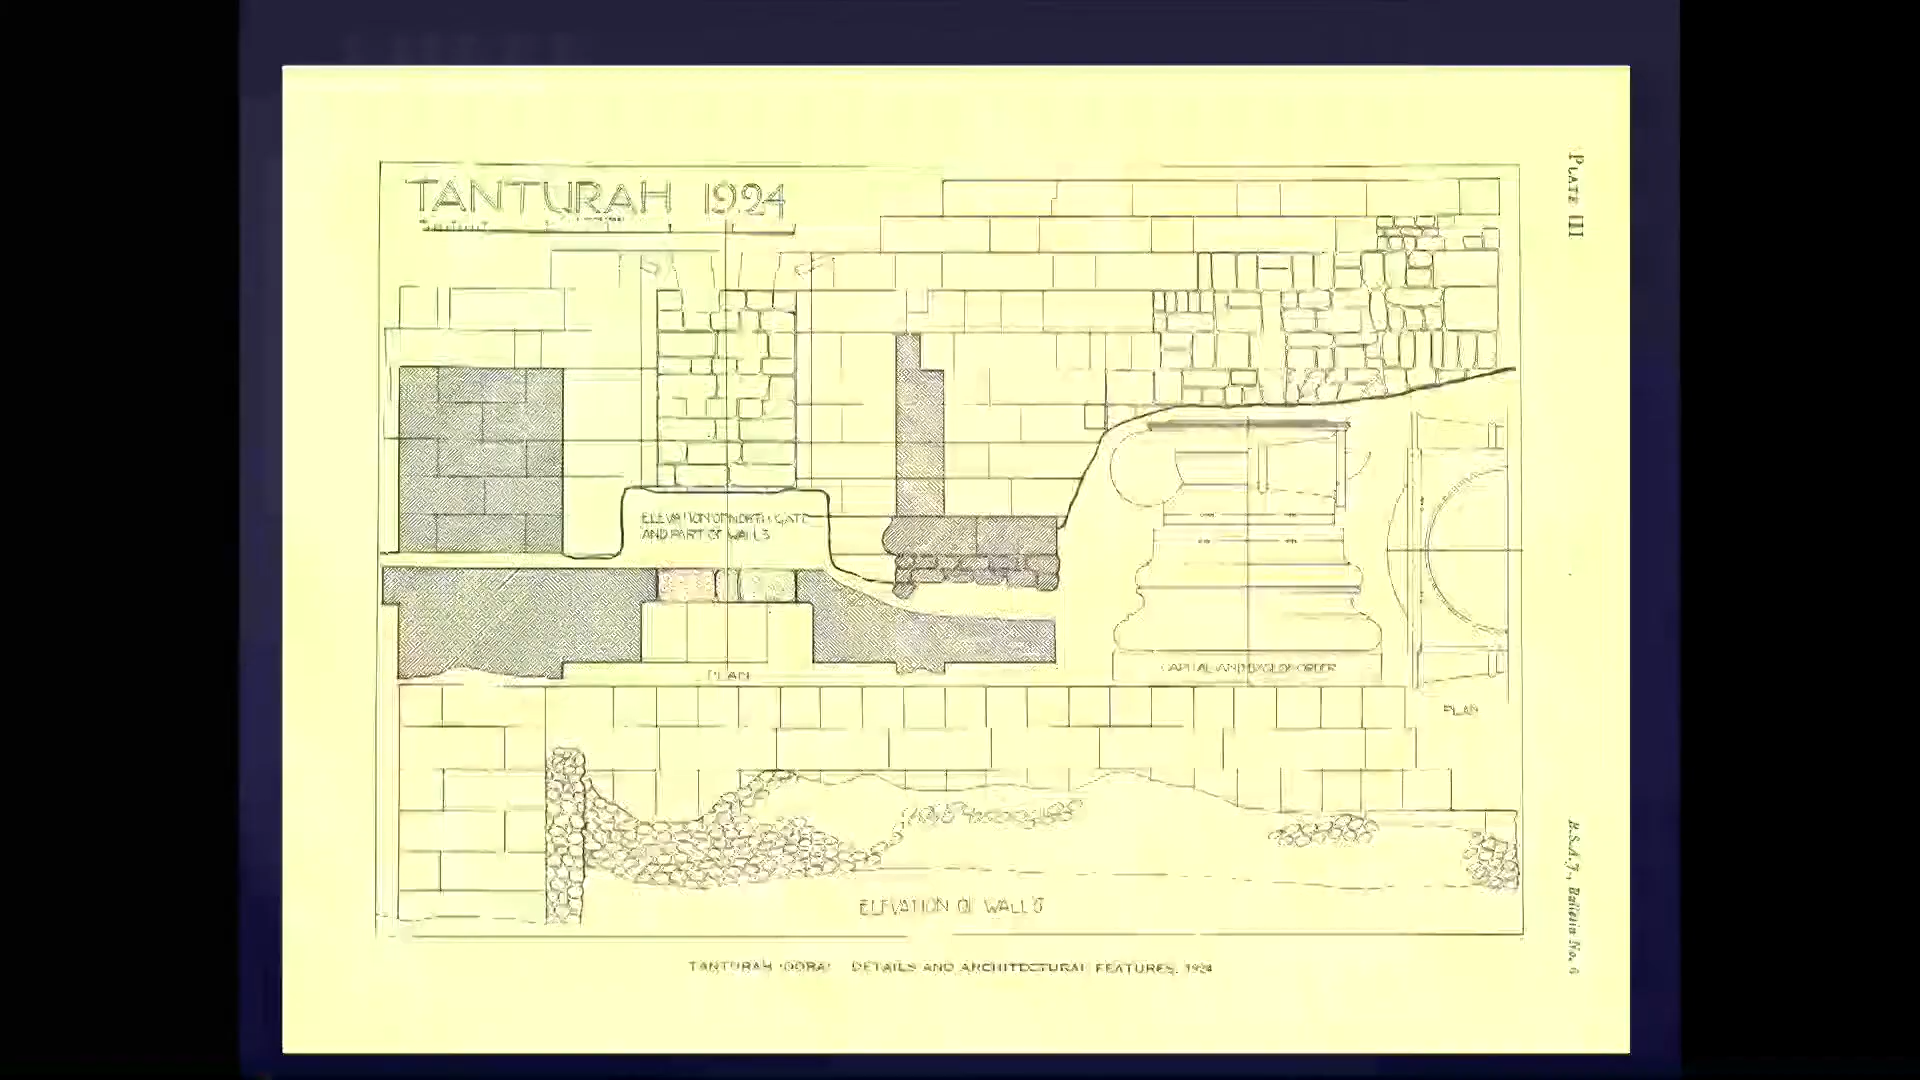 TANTURAH 1924
PLATE III
ELEVATION OF NORTH GATE
AND PART OF WALLS
PLAN
CAPITAL AND BASE OF ORDER
PLAN
ELEVATION OF WALLS
B.S.A.J., Bulletin No. 6
TANTURAH (DORA) DETAILS AND ARCHITECTURAL FEATURES, 1924